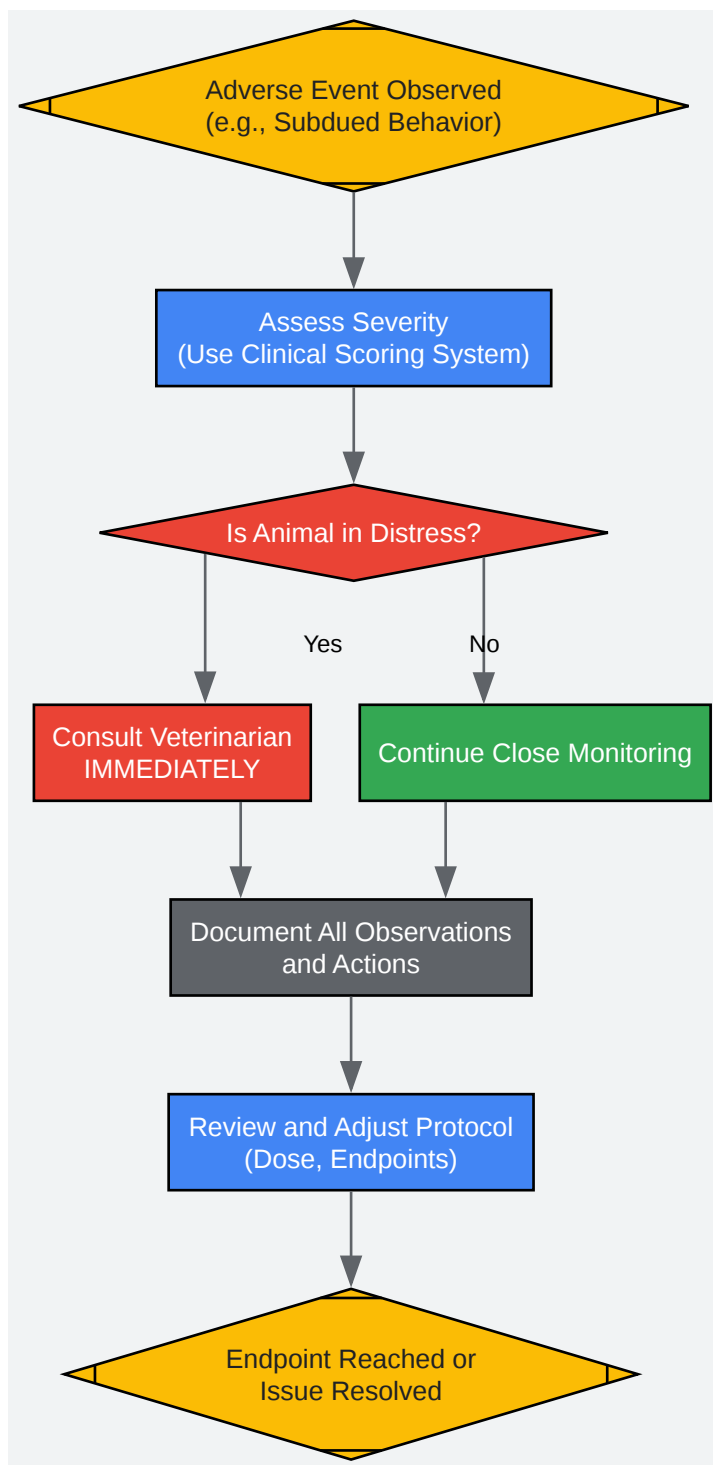 Adverse Event Observed
(e.g., Subdued Behavior)
Assess Severity
(Use Clinical Scoring System)
Is Animal in Distress?
Yes
No
Consult Veterinarian
IMMEDIATELY
Continue Close Monitoring
Document All Observations
and Actions
Review and Adjust Protocol
(Dose, Endpoints)
Endpoint Reached or
Issue Resolved